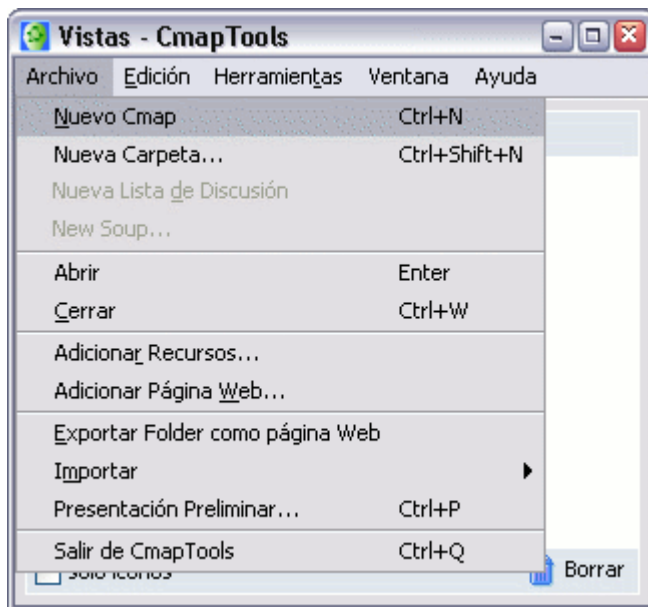 Vistas - CmapTools
Archivo Edición Herramientas Ventana Ayuda
Nuevo Cmap Ctrl+N
Nueva Carpeta... Ctrl+Shift+N
Nueva Lista de Discusión
New Soup...
Abrir Enter
Cerrar Ctrl+W
Adicionar Recursos...
Adicionar Página Web...
Exportar Folder como página Web
Importar
Presentación Preliminar... Ctrl+P
Salir de CmapTools Ctrl+Q
Borrar